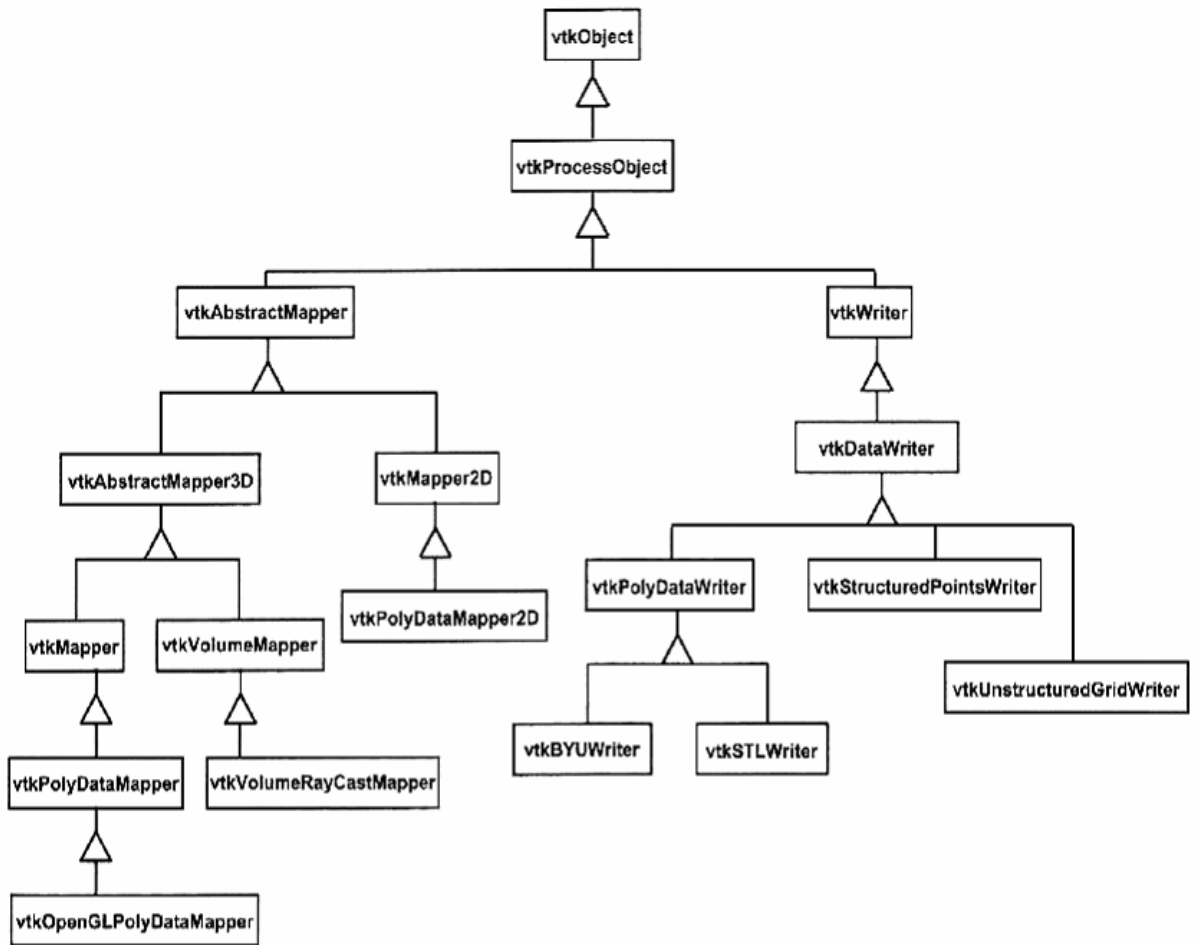 vtkObject
vtkProcessObject
vtkAbstractMapper
vtkWriter
vtkDataWriter
vtkAbstractMapper3D
vtkMapper2D
vtkPolyDataWriter
vtkStructuredPointsWriter
vtkPolyDataMapper2D
vtkMapper
vtkVolumeMapper
vtkUnstructuredGridWriter
vtkBYUWriter
vtkSTLWriter
vtkPolyDataMapper
vtkVolumeRayCastMapper
vtkOpenGLPolyDataMapper